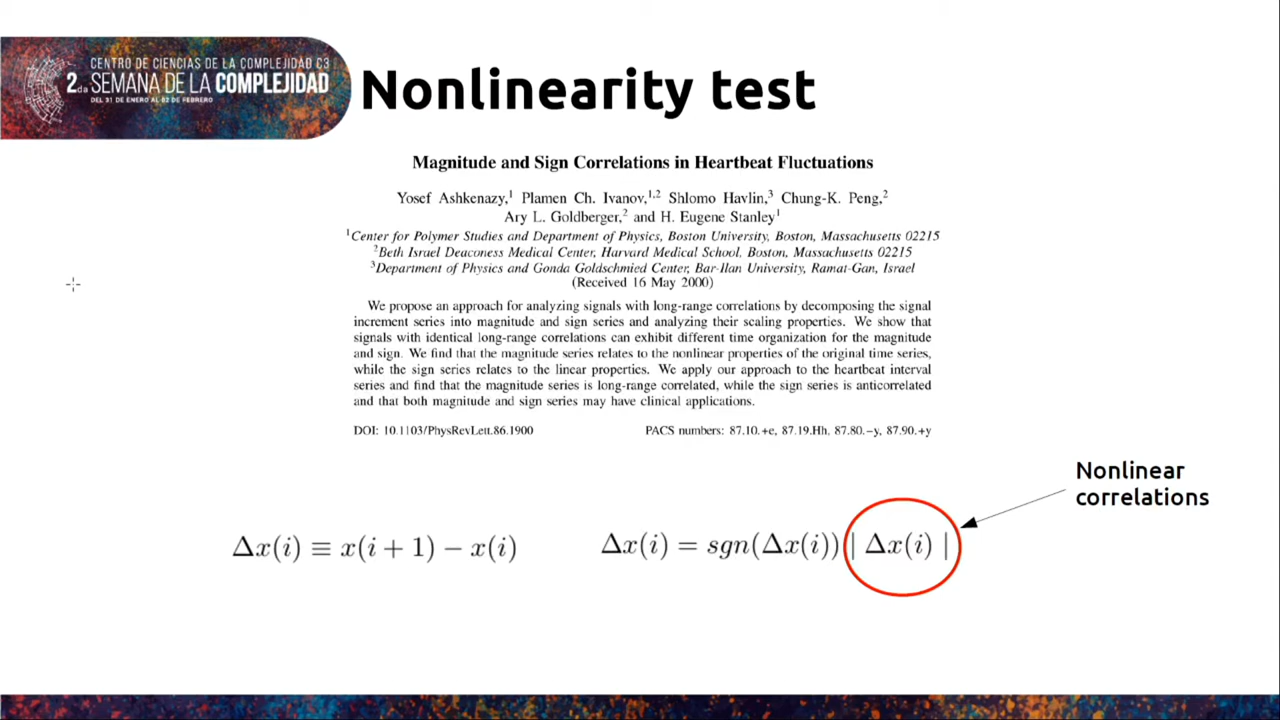 CENTRO DE CIENCIAS DE LA COMPLEJIDAD C3
2da SEMANA DE LA COMPLEJIDAD
DEL 31 DE ENERO AL 02 DE FEBRERO
Nonlinearity test
Magnitude and Sign Correlations in Heartbeat Fluctuations
Yosef Ashkenazy,¹ Plamen Ch. Ivanov,¹,² Shlomo Havlin,³ Chung-K. Peng,²
Ary L. Goldberger,² and H. Eugene Stanley¹
¹Center for Polymer Studies and Department of Physics, Boston University, Boston, Massachusetts 02215
²Beth Israel Deaconess Medical Center, Harvard Medical School, Boston, Massachusetts 02215
³Department of Physics and Gonda Goldschmied Center, Bar-Ilan University, Ramat-Gan, Israel
(Received 16 May 2000)
We propose an approach for analyzing signals with long-range correlations by decomposing the signal
increment series into magnitude and sign series and analyzing their scaling properties. We show that
signals with identical long-range correlations can exhibit different time organization for the magnitude
and sign. We find that the magnitude series relates to the nonlinear properties of the original time series,
while the sign series relates to the linear properties. We apply our approach to the heartbeat interval
series and find that the magnitude series is long-range correlated, while the sign series is anticorrelated
and that both magnitude and sign series may have clinical applications.
DOI: 10.1103/PhysRevLett.86.1900 PACS numbers: 87.10.+e, 87.19.Hh, 87.80.−y, 87.90.+y
Nonlinear
correlations
Δx(i) ≡ x(i + 1) − x(i)
Δx(i) = sgn(Δx(i)) | Δx(i) |